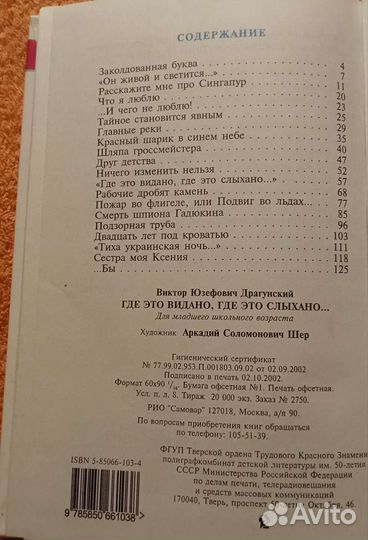 СОДЕРЖАНИЕ
Заколдованная буква 4
«Он живой и светится...» 7
Расскажите мне про Сингапур 11
Что я люблю 20
...И чего не люблю! 23
Тайное становится явным 25
Главные реки 29
Красный шарик в синем небе 35
Шляпа гроссмейстера 40
Друг детства 47
Ничего изменить нельзя 52
«Где это видано, где это слыхано...» 57
Рабочие дробят камень 68
Пожар во флигеле, или Подвиг во льдах... 77
Смерть шпиона Гадюкина 85
Подзорная труба 96
Двадцать лет под кроватью 103
«Тиха украинская ночь...» 111
Сестра моя Ксения 118
...Бы 125
Виктор Юзефович Драгунский
ГДЕ ЭТО ВИДАНО, ГДЕ ЭТО СЛЫХАНО...
Для младшего школьного возраста
Художник Аркадий Соломонович Шер
Гигиенический сертификат
№ 77.99.02.953.П.001803.09.02 от 02.09.2002
Подписано в печать 02.10.2002.
Формат 60х90 1/16. Бумага офсетная №1. Печать офсетная.
Усл. п. л. 8. Тираж 20 000 экз. Заказ № 2750.
РИО "Самовар" 127018, Москва, а/я 90.
По вопросам приобретения книг обращаться
по телефону: 105-51-39.
ФГУП Тверской ордена Трудового Красного Знамени
полиграфкомбинат детской литературы им. 50-летия
СССР Министерства Российской Федерации
по делам печати, телерадиовещания
и средств массовых коммуникаций
170040, Тверь, проспект 50-летия Октября, 46.
ISBN 5-85066-103-4
9 785850 661038 >
Avito